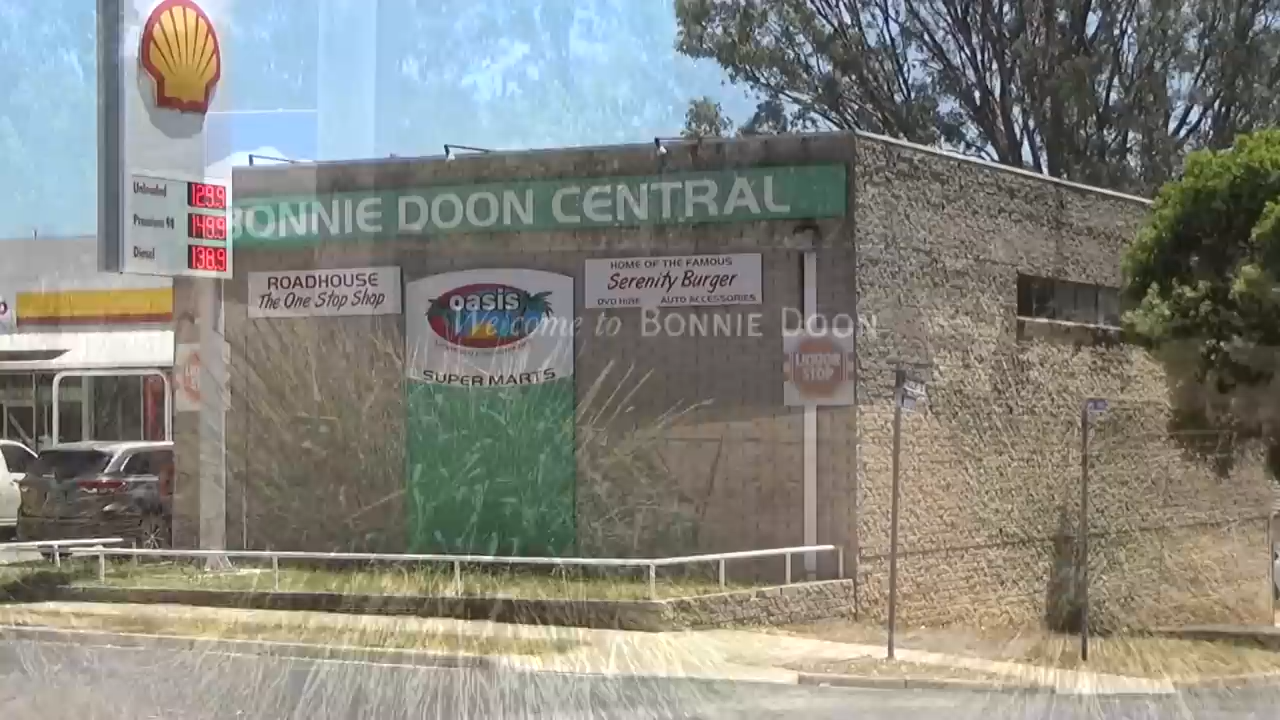 Unleaded 129.9
Premium 98 149.9
Diesel 138.9
BONNIE DOON CENTRAL
ROADHOUSE
The One Stop Shop
HOME OF THE FAMOUS
Serenity Burger
DVD HIRE AUTO ACCESSORIES
oasis
SUPER MARTS
Welcome to BONNIE DOON
LIQUOR
STOP